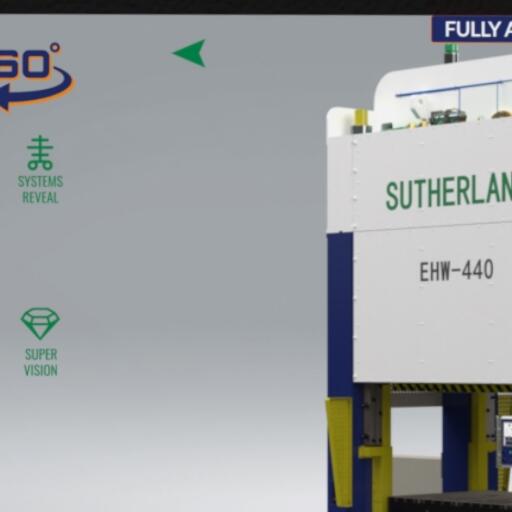 FULLY A
60°
SYSTEMS
REVEAL
SUTHERLAN
EHW-440
SUPER
VISION